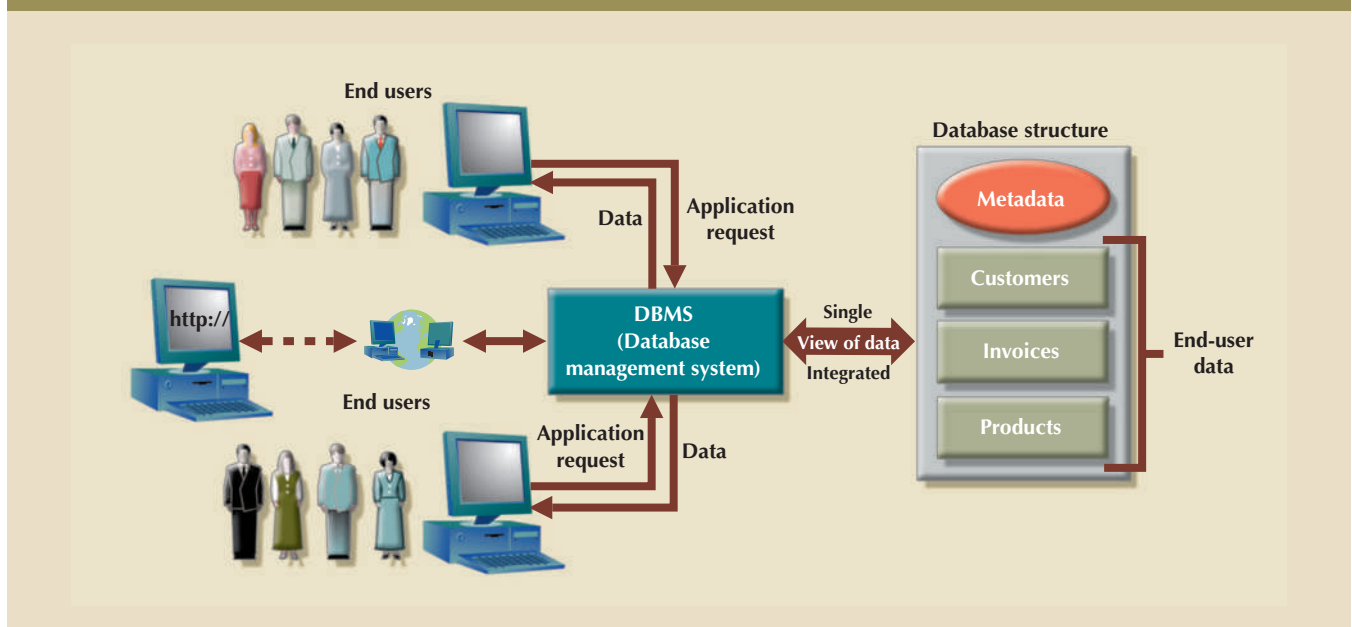 End users
Database structure
Metadata
Data
Application
request
Customers
http://
DBMS
(Database
management system)
Single
View of data
Integrated
Invoices
End-user
data
End users
Application
request
Data
Products